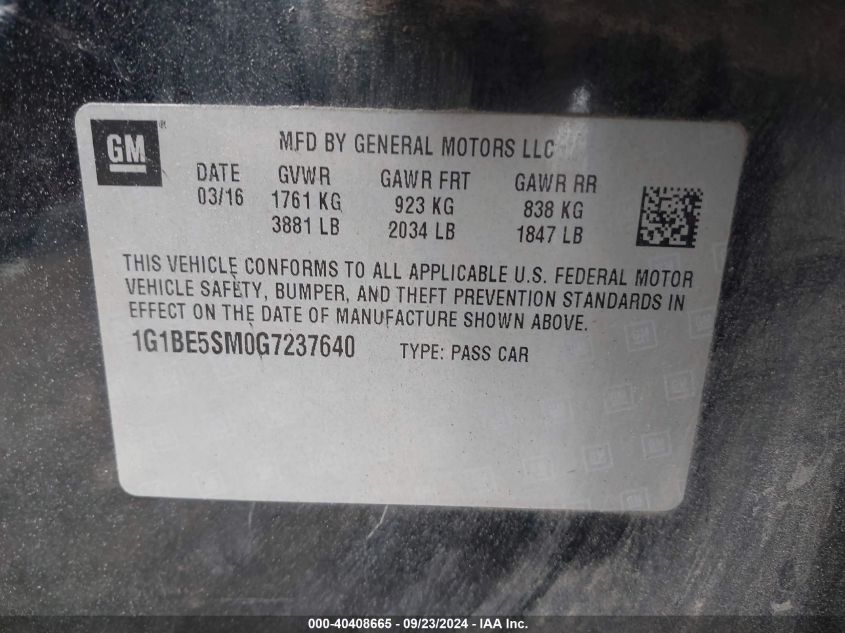 GM ®
MFD BY GENERAL MOTORS LLC
DATE GVWR GAWR FRT GAWR RR
03/16 1761 KG 923 KG 838 KG
3881 LB 2034 LB 1847 LB
THIS VEHICLE CONFORMS TO ALL APPLICABLE U.S. FEDERAL MOTOR
VEHICLE SAFETY, BUMPER, AND THEFT PREVENTION STANDARDS IN
EFFECT ON THE DATE OF MANUFACTURE SHOWN ABOVE.
1G1BE5SM0G7237640 TYPE: PASS CAR
000-40408665 - 09/23/2024 - IAA Inc.